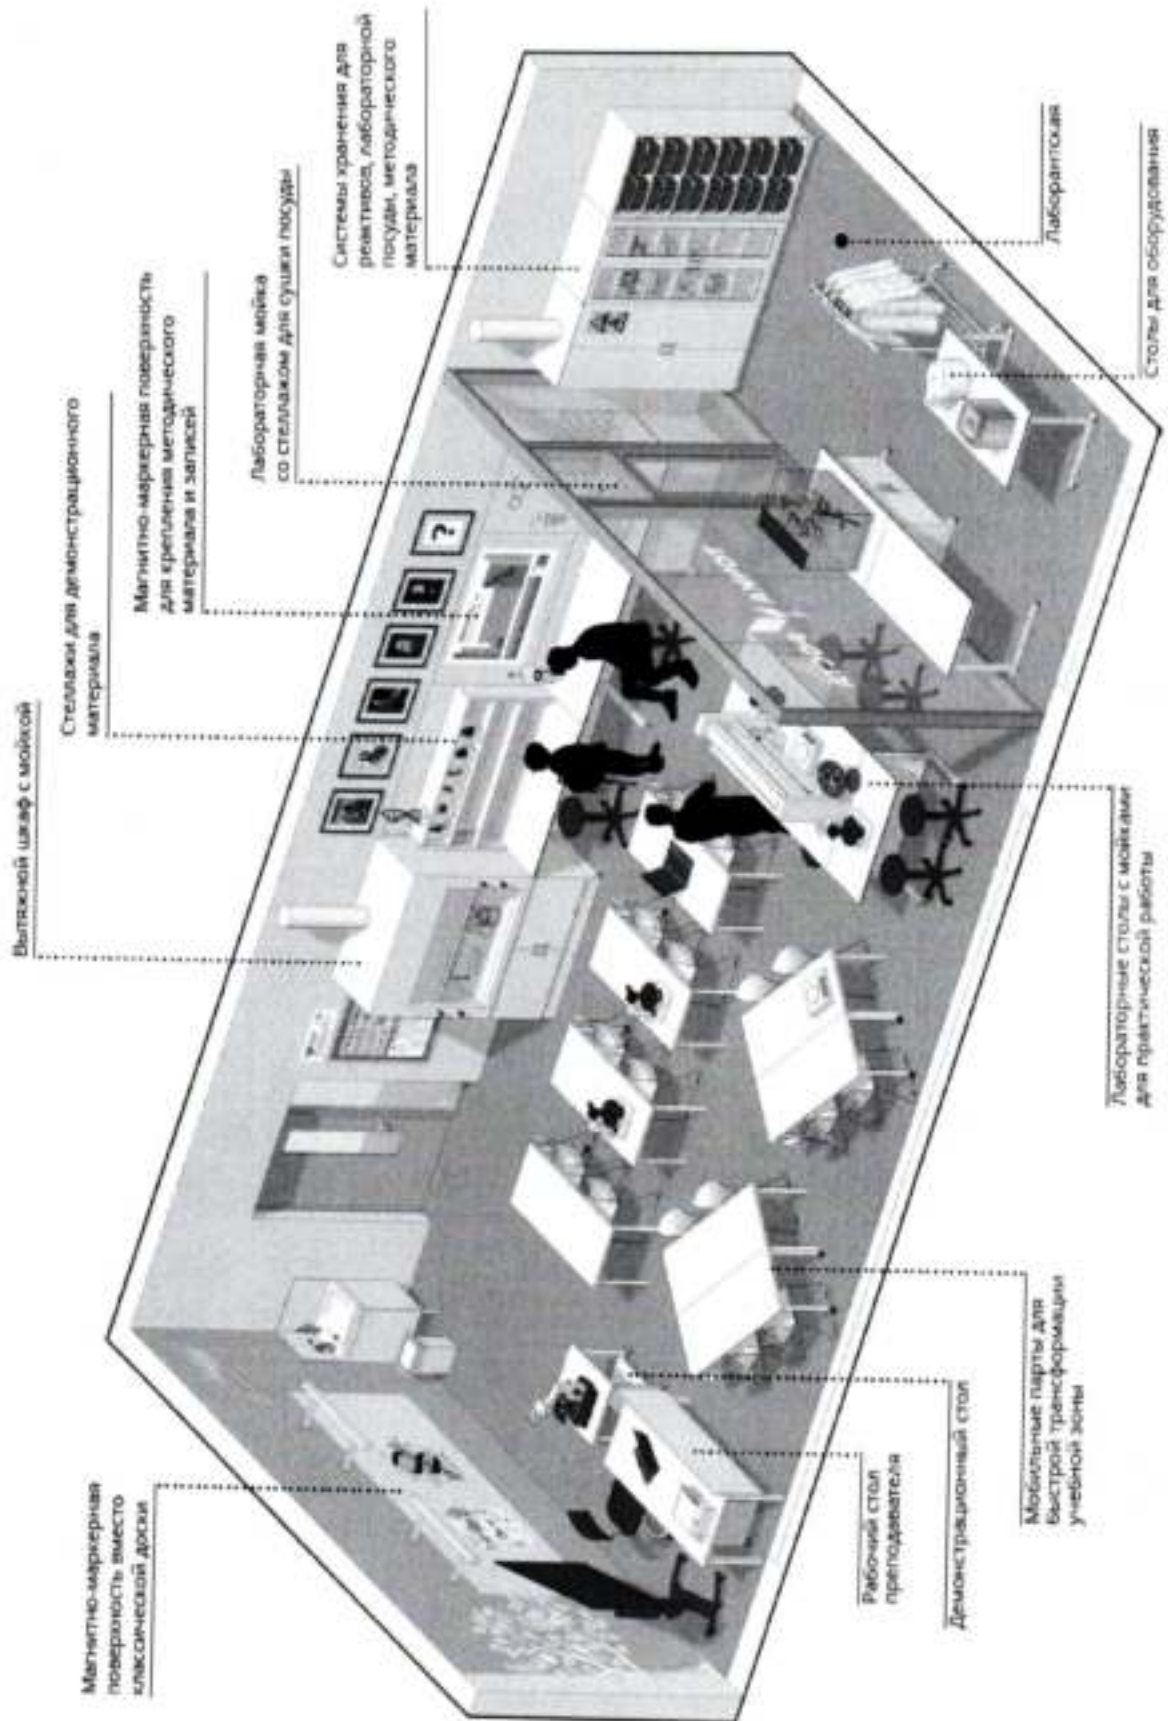 Магнитно-маркерная
поверхность вместо
классической доски
Вытяжной шкаф с мойкой
Стеллажи для демонстрационного
материала
Магнитно-маркерная поверхность
для крепления методического
материала и записей
Лабораторная мойка
со стеллажом для сушки посуды
Системы хранения для
реактивов, лабораторной
посуды, методического
материала
Рабочий стол
преподавателя
Демонстрационный стол
Мобильные парты для
быстрой трансформации
учебной зоны
Лабораторные столы с мойками
для практической работы
Лаборантская
Столы для оборудования
?